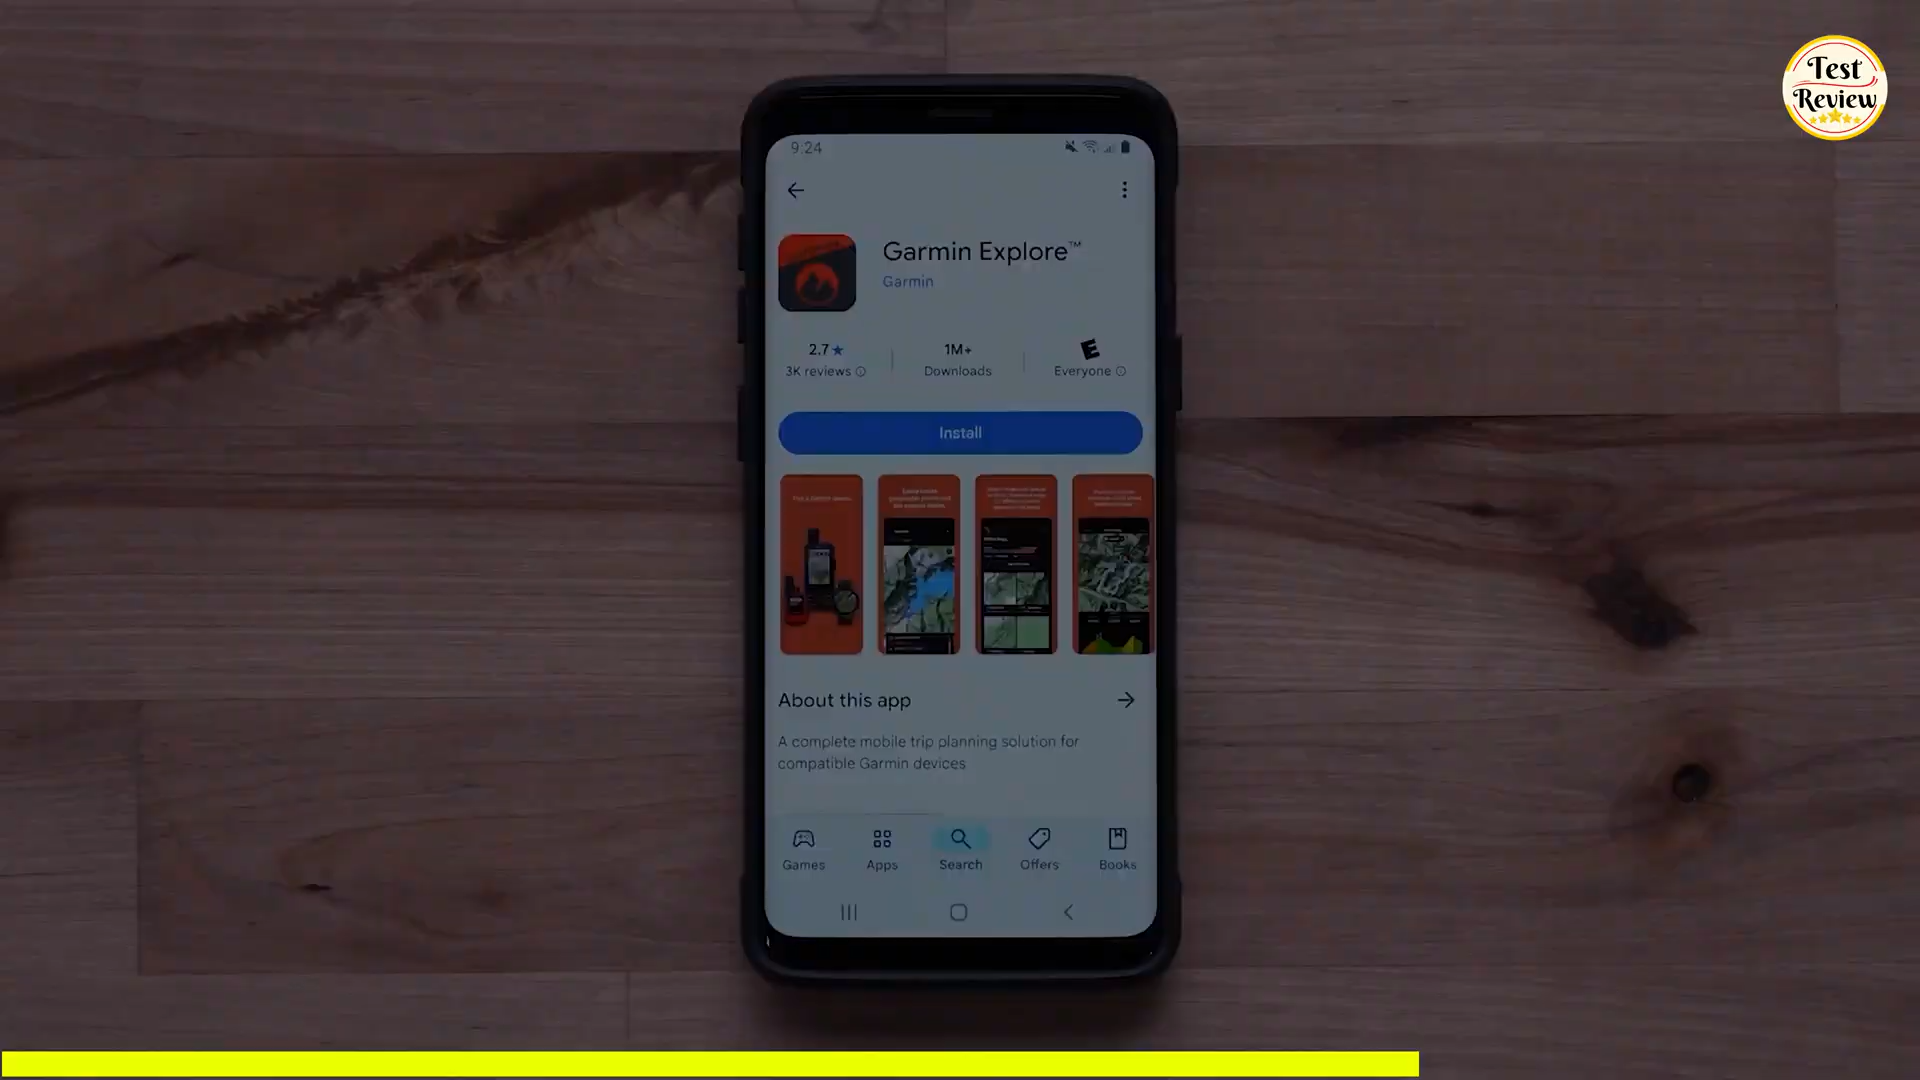 Test
Review
9:24
Garmin Explore™
Garmin
2.7★
3K reviews
1M+
Downloads
E
Everyone
Install
About this app
A complete mobile trip planning solution for
compatible Garmin devices
Games
Apps
Search
Offers
Books